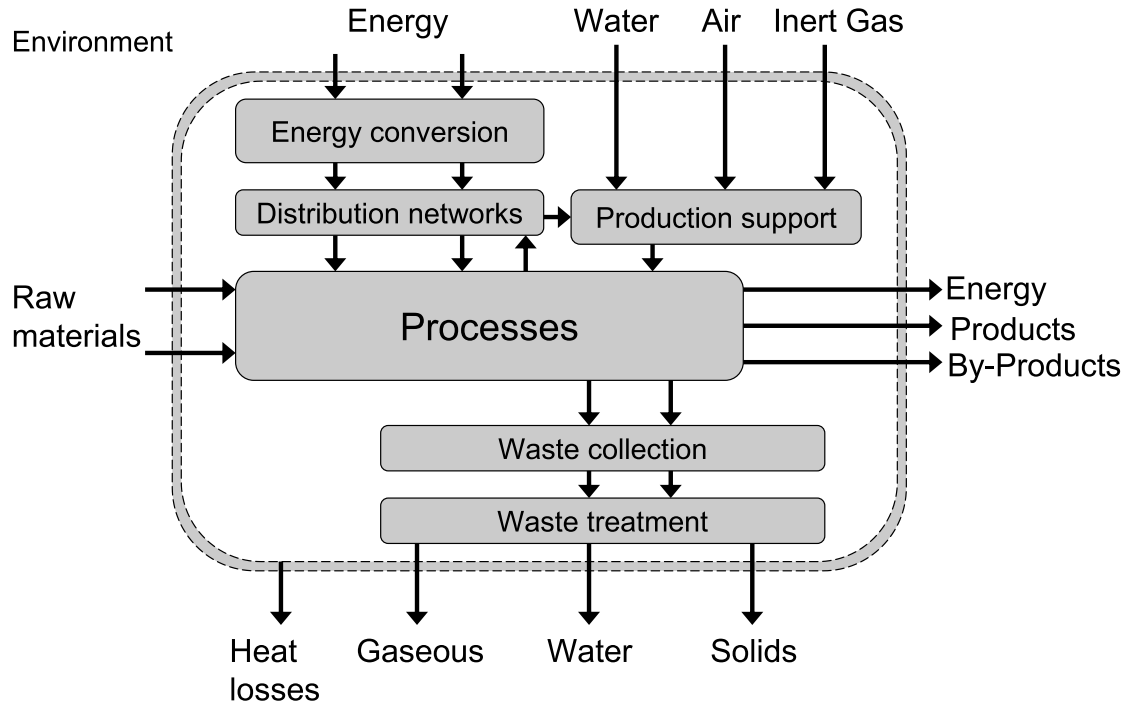 Environment
Energy
Water
Air
Inert Gas
Energy conversion
Distribution networks
Production support
Raw
materials
Processes
Energy
Products
By-Products
Waste collection
Waste treatment
Heat
losses
Gaseous
Water
Solids